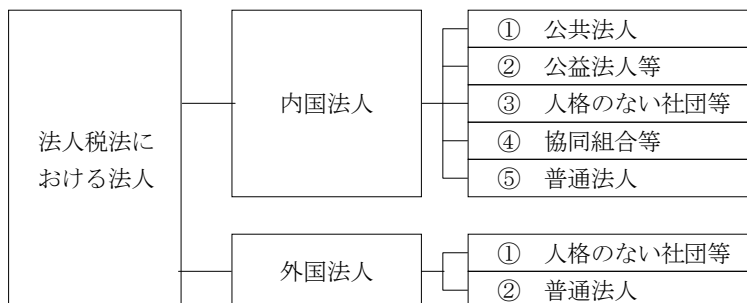 法人税法に
おける法人
内国法人
① 公共法人
② 公益法人等
③ 人格のない社団等
④ 協同組合等
⑤ 普通法人
外国法人
① 人格のない社団等
② 普通法人